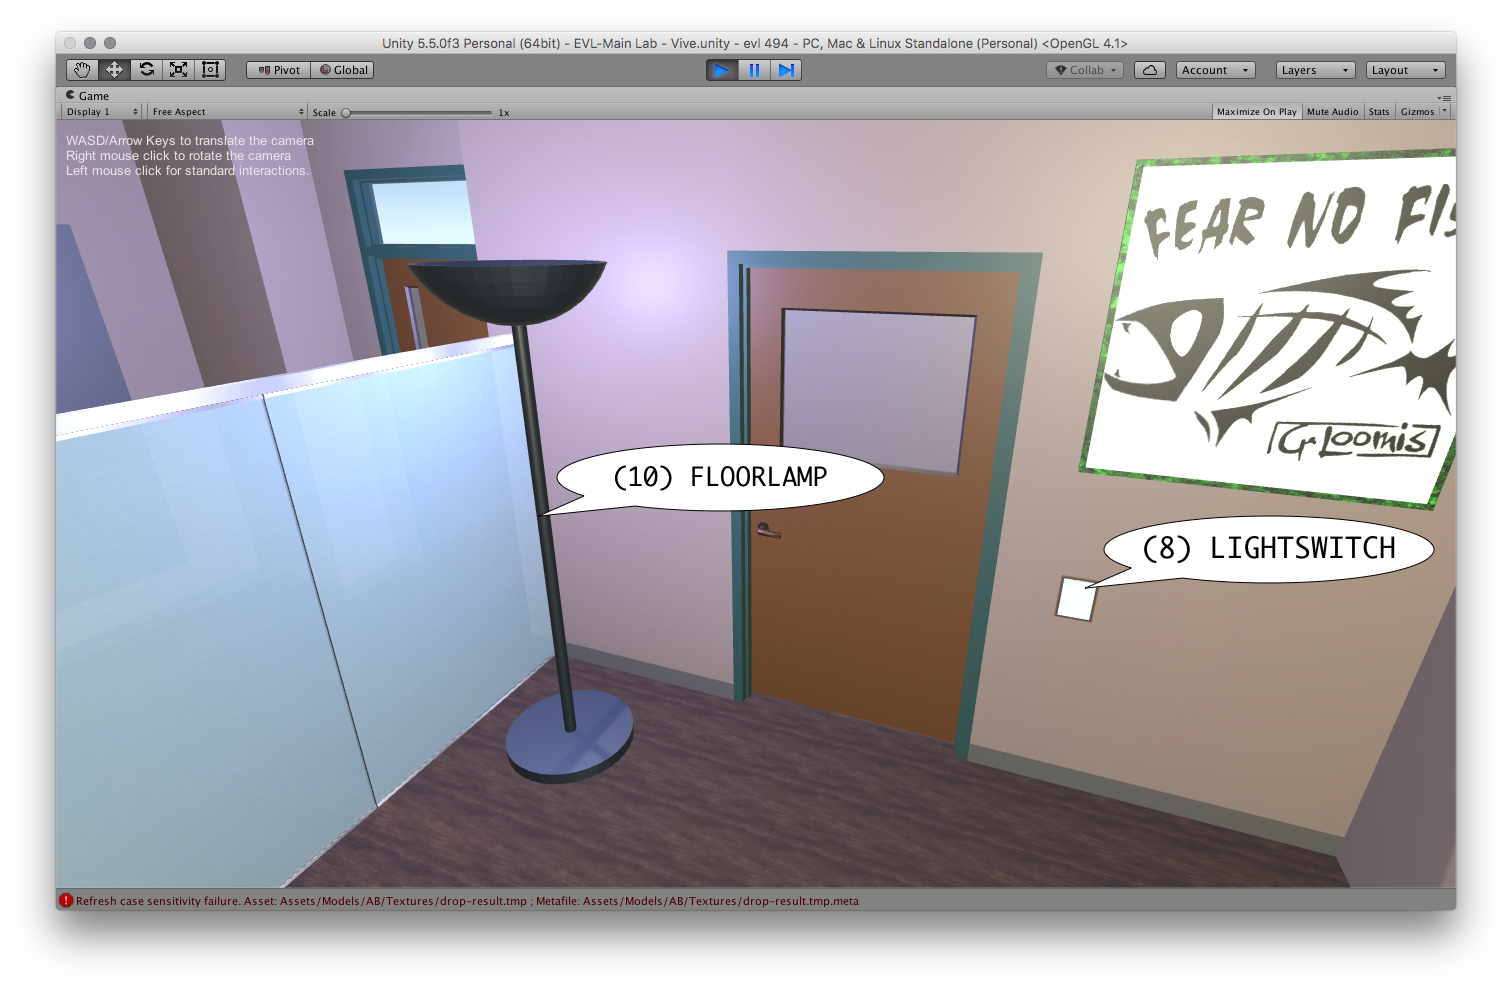 Unity 5.5.0f3 Personal (64bit) - EVL-Main Lab - Vive.unity - evl 494 - PC, Mac & Linux Standalone (Personal) <OpenGL 4.1>
Pivot Global Collab Account Layers Layout
Game
Display 1 Free Aspect Scale 1x Maximize On Play Mute Audio Stats Gizmos
WASD/Arrow Keys to translate the camera
Right mouse click to rotate the camera
Left mouse click for standard interactions.
FEAR NO FIS
G Loomis
(10) FLOORLAMP
(8) LIGHTSWITCH
Refresh case sensitivity failure. Asset: Assets/Models/AB/Textures/drop-result.tmp ; Metafile: Assets/Models/AB/Textures/drop-result.tmp.meta